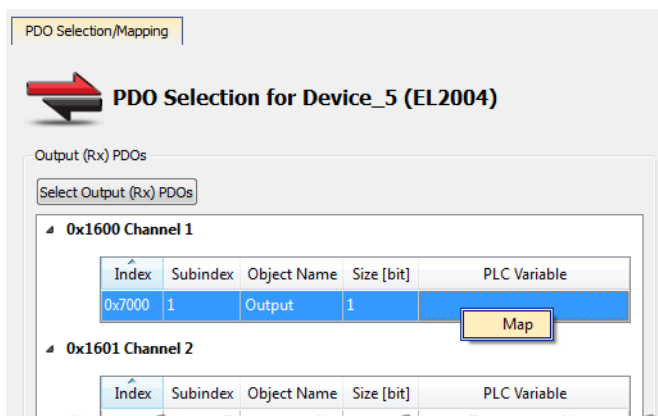 PDO Selection/Mapping
PDO Selection for Device_5 (EL2004)
Output (Rx) PDOs
Select Output (Rx) PDOs
0x1600 Channel 1
Index Subindex Object Name Size [bit] PLC Variable
0x7000 1 Output 1
Map
0x1601 Channel 2
Index Subindex Object Name Size [bit] PLC Variable